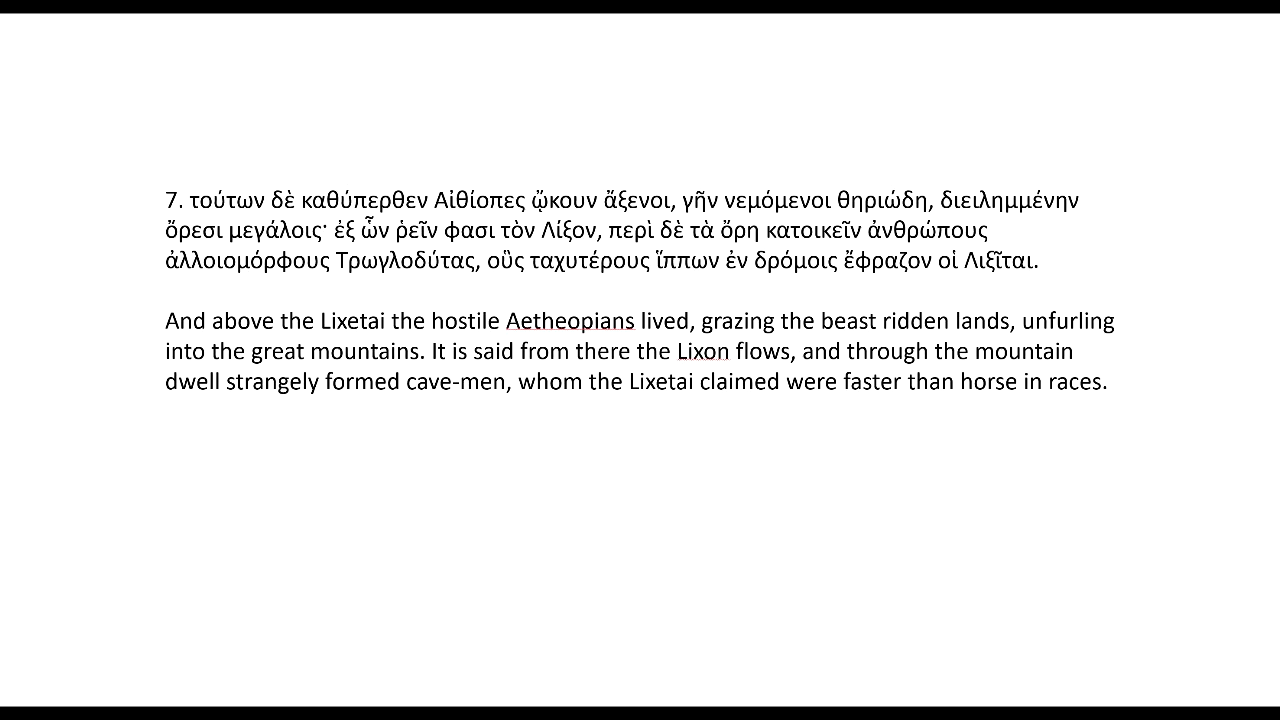 7. τούτων δὲ καθύπερθεν Αἰθίοπες ᾤκουν ἄξενοι, γῆν νεμόμενοι θηριώδη, διειλημμένην
ὄρεσι μεγάλοις· ἐξ ὧν ῥεῖν φασι τὸν Λίξον, περὶ δὲ τὰ ὄρη κατοικεῖν ἀνθρώπους
ἀλλοιομόρφους Τρωγλοδύτας, οὓς ταχυτέρους ἵππων ἐν δρόμοις ἔφραζον οἱ Λιξῖται.
And above the Lixetai the hostile Aetheopians lived, grazing the beast ridden lands, unfurling
into the great mountains. It is said from there the Lixon flows, and through the mountain
dwell strangely formed cave-men, whom the Lixetai claimed were faster than horse in races.